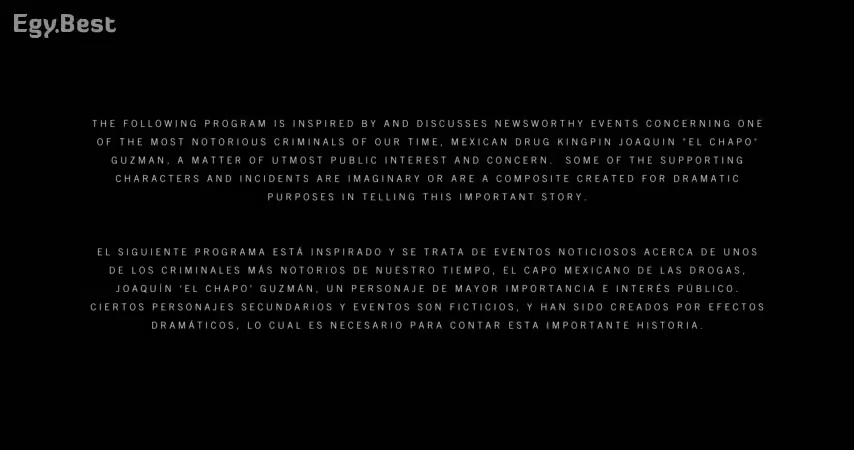 Egy.Best
THE FOLLOWING PROGRAM IS INSPIRED BY AND DISCUSSES NEWSWORTHY EVENTS CONCERNING ONE
OF THE MOST NOTORIOUS CRIMINALS OF OUR TIME, MEXICAN DRUG KINGPIN JOAQUIN "EL CHAPO"
GUZMAN, A MATTER OF UTMOST PUBLIC INTEREST AND CONCERN. SOME OF THE SUPPORTING
CHARACTERS AND INCIDENTS ARE IMAGINARY OR ARE A COMPOSITE CREATED FOR DRAMATIC
PURPOSES IN TELLING THIS IMPORTANT STORY.
EL SIGUIENTE PROGRAMA ESTÁ INSPIRADO Y SE TRATA DE EVENTOS NOTICIOSOS ACERCA DE UNOS
DE LOS CRIMINALES MÁS NOTORIOS DE NUESTRO TIEMPO, EL CAPO MEXICANO DE LAS DROGAS,
JOAQUÍN 'EL CHAPO' GUZMÁN, UN PERSONAJE DE MAYOR IMPORTANCIA E INTERÉS PÚBLICO.
CIERTOS PERSONAJES SECUNDARIOS Y EVENTOS SON FICTICIOS, Y HAN SIDO CREADOS POR EFECTOS
DRAMÁTICOS, LO CUAL ES NECESARIO PARA CONTAR ESTA IMPORTANTE HISTORIA.